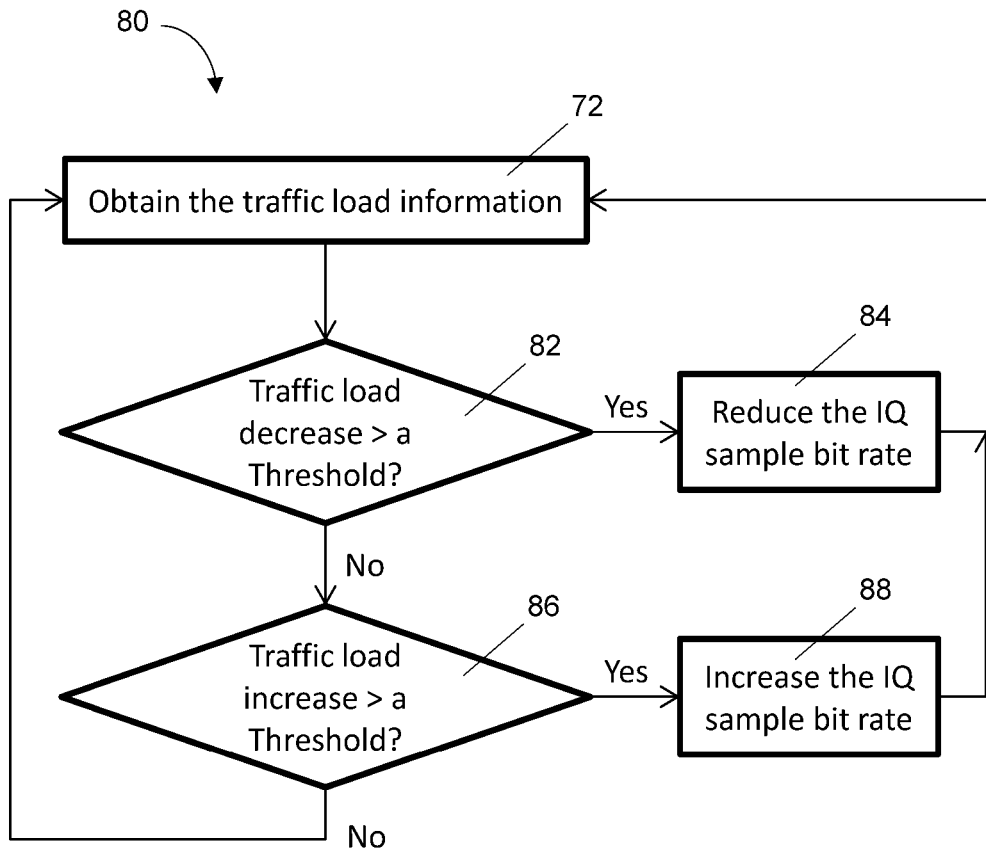 80
72
Obtain the traffic load information
82
Traffic load
decrease > a
Threshold?
Yes
84
Reduce the IQ
sample bit rate
No
86
Traffic load
increase > a
Threshold?
Yes
88
Increase the IQ
sample bit rate
No